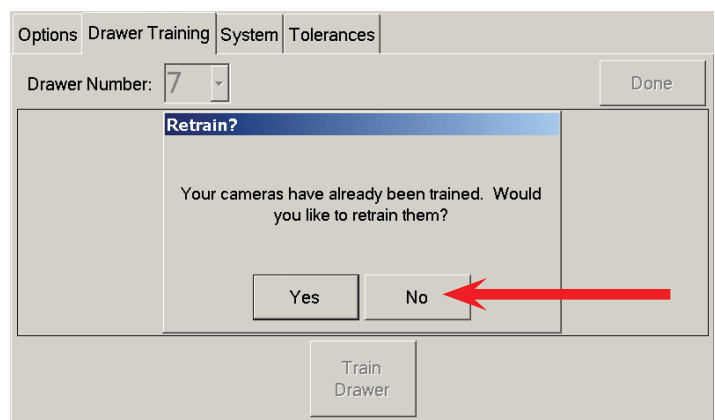 Options Drawer Training System Tolerances
Drawer Number: 7 Done
Retrain?
Your cameras have already been trained. Would
you like to retrain them?
Yes No
Train
Drawer